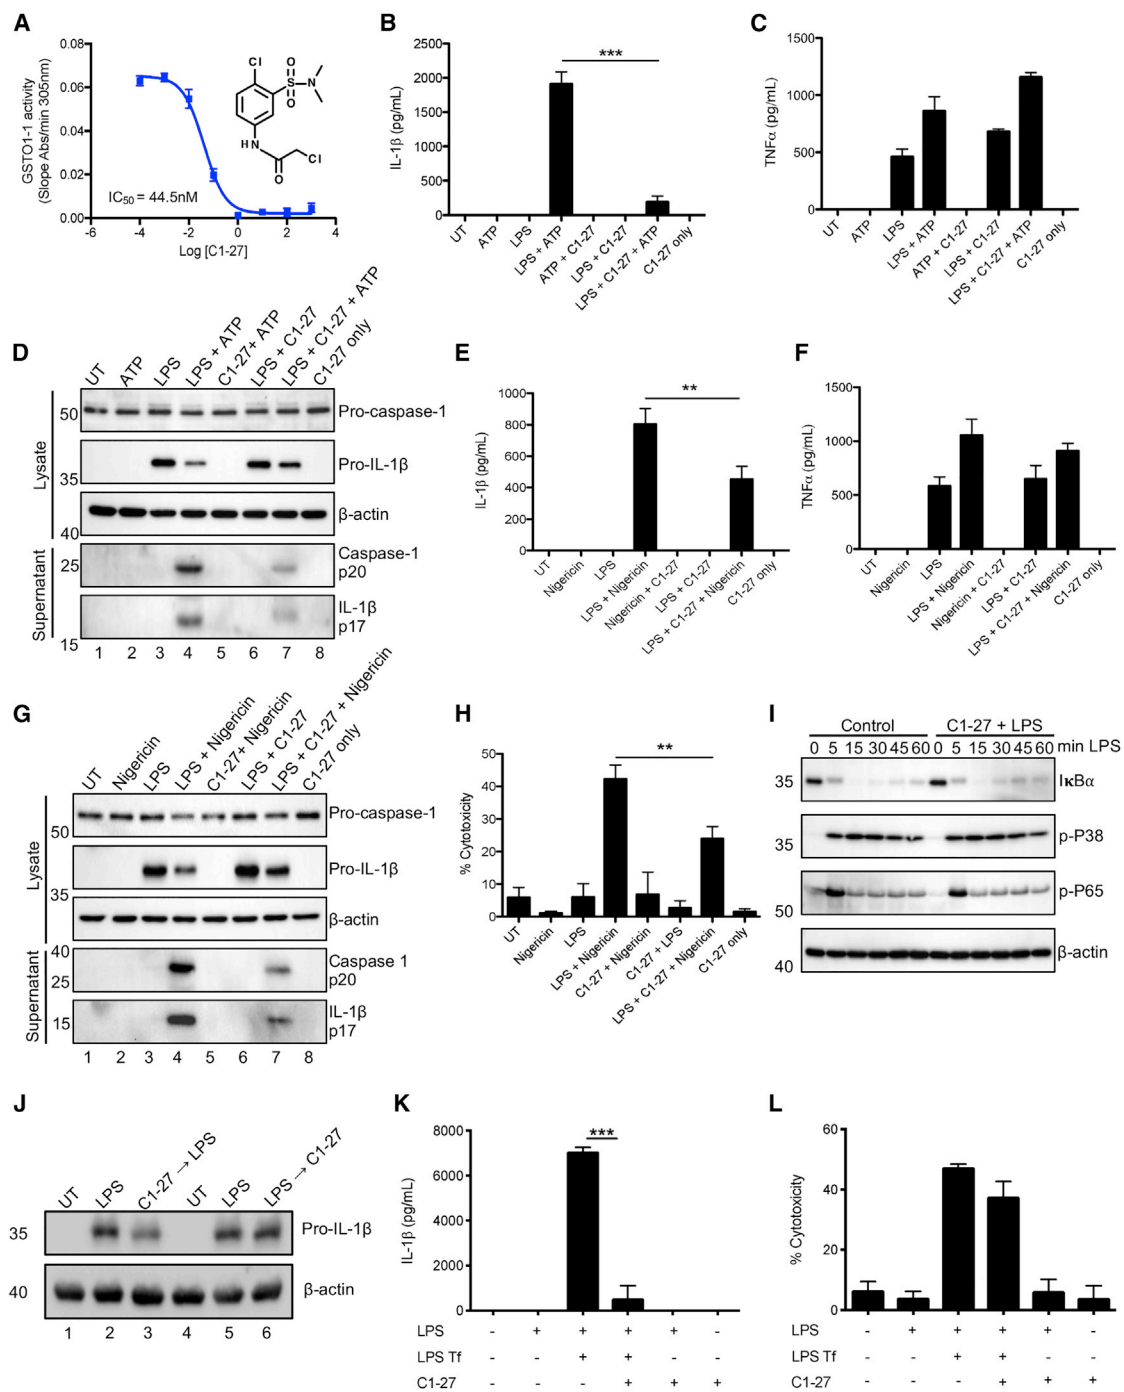 A
GSTO1-1 activity
(Slope Abs/min 305nm)
0.08
0.06
0.04
0.02
0.00
-6 -4 -2 0 2 4
Log [C1-27]
IC50 = 44.5nM
Cl
O
S
N
O
HN
O
Cl
B
IL-1β (pg/mL)
2500
2000
1500
1000
500
0
***
UT
ATP
LPS
LPS + ATP
ATP + C1-27
LPS + C1-27
LPS + C1-27 + ATP
C1-27 only
C
TNFα (pg/mL)
1500
1000
500
0
UT
ATP
LPS
LPS + ATP
ATP + C1-27
LPS + C1-27
LPS + C1-27 + ATP
C1-27 only
D
UT
ATP
LPS
LPS + ATP
C1-27+ ATP
LPS + C1-27
LPS + C1-27 + ATP
C1-27 only
Lysate
50
Pro-caspase-1
Pro-IL-1β
35
β-actin
40
Supernatant
25
Caspase-1
p20
IL-1β
p17
15
1 2 3 4 5 6 7 8
E
IL-1β (pg/mL)
1000
800
600
400
200
0
**
UT
Nigericin
LPS
LPS + Nigericin
Nigericin + C1-27
LPS + C1-27
LPS + C1-27 + Nigericin
C1-27 only
F
TNFα (pg/mL)
1500
1000
500
0
UT
Nigericin
LPS
LPS + Nigericin
Nigericin + C1-27
LPS + C1-27
LPS + C1-27 + Nigericin
C1-27 only
G
UT
Nigericin
LPS
LPS + Nigericin
C1-27+ Nigericin
LPS + C1-27
LPS + C1-27 + Nigericin
C1-27 only
Lysate
Pro-caspase-1
50
Pro-IL-1β
35
β-actin
Supernatant
40
25
Caspase 1
p20
15
IL-1β
p17
1 2 3 4 5 6 7 8
H
% Cytotoxicity
50
40
30
20
10
0
**
UT
Nigericin
LPS
LPS + Nigericin
C1-27 + Nigericin
C1-27 + LPS
LPS + C1-27 + Nigericin
C1-27 only
I
Control C1-27 + LPS
0 5 15 30 45 60 0 5 15 30 45 60 min LPS
35
IκBα
35
p-P38
50
p-P65
40
β-actin
J
UT
LPS
C1-27 → LPS
UT
LPS
LPS → C1-27
35
Pro-IL-1β
40
β-actin
1 2 3 4 5 6
K
IL-1β (pg/mL)
8000
6000
4000
2000
0
***
LPS - + + + + -
LPS Tf - - + + - -
C1-27 - - - + + +
L
% Cytotoxicity
60
40
20
0
LPS - + + + + -
LPS Tf - - + + - -
C1-27 - - - + + +